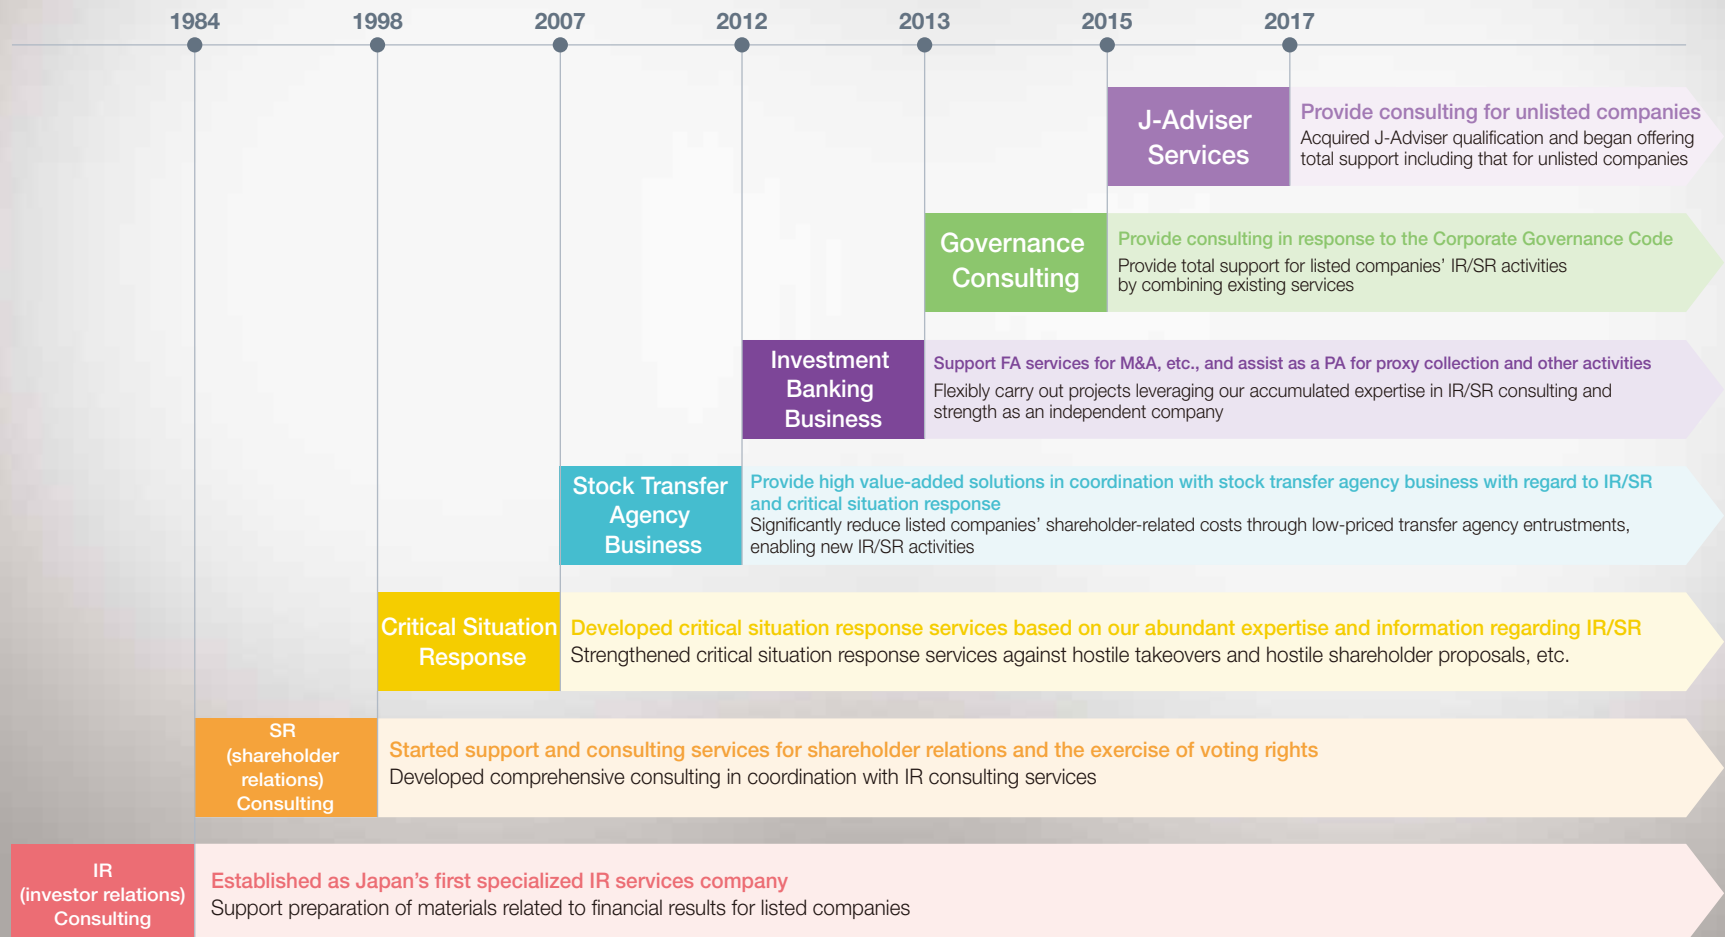 1984 1998 2007 2012 2013 2015 2017
J-Adviser
Services
Provide consulting for unlisted companies
Acquired J-Adviser qualification and began offering
total support including that for unlisted companies
Governance
Consulting
Provide consulting in response to the Corporate Governance Code
Provide total support for listed companies’ IR/SR activities
by combining existing services
Investment
Banking
Business
Support FA services for M&A, etc., and assist as a PA for proxy collection and other activities
Flexibly carry out projects leveraging our accumulated expertise in IR/SR consulting and
strength as an independent company
Stock Transfer
Agency
Business
Provide high value-added solutions in coordination with stock transfer agency business with regard to IR/SR
and critical situation response
Significantly reduce listed companies’ shareholder-related costs through low-priced transfer agency entrustments,
enabling new IR/SR activities
Critical Situation
Response
Developed critical situation response services based on our abundant expertise and information regarding IR/SR
Strengthened critical situation response services against hostile takeovers and hostile shareholder proposals, etc.
SR
(shareholder
relations)
Consulting
Started support and consulting services for shareholder relations and the exercise of voting rights
Developed comprehensive consulting in coordination with IR consulting services
IR
(investor relations)
Consulting
Established as Japan’s first specialized IR services company
Support preparation of materials related to financial results for listed companies